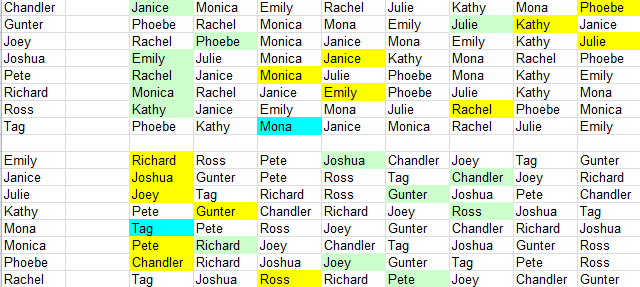 Chandler Janice Monica Emily Rachel Julie Kathy Mona Phoebe
Gunter Phoebe Rachel Monica Mona Emily Julie Kathy Janice
Joey Rachel Phoebe Monica Janice Mona Emily Kathy Julie
Joshua Emily Julie Monica Janice Kathy Mona Rachel Phoebe
Pete Rachel Janice Monica Julie Phoebe Mona Kathy Emily
Richard Monica Rachel Janice Emily Phoebe Julie Kathy Mona
Ross Kathy Janice Emily Mona Julie Rachel Phoebe Monica
Tag Phoebe Kathy Mona Janice Monica Rachel Julie Emily
Emily Richard Ross Pete Joshua Chandler Joey Tag Gunter
Janice Joshua Gunter Pete Ross Tag Chandler Joey Richard
Julie Joey Tag Richard Ross Gunter Joshua Pete Chandler
Kathy Pete Gunter Chandler Richard Joey Ross Joshua Tag
Mona Tag Pete Ross Joey Gunter Chandler Richard Joshua
Monica Pete Richard Joey Chandler Tag Joshua Gunter Ross
Phoebe Chandler Richard Joshua Joey Gunter Tag Pete Ross
Rachel Tag Joshua Ross Richard Pete Joey Chandler Gunter